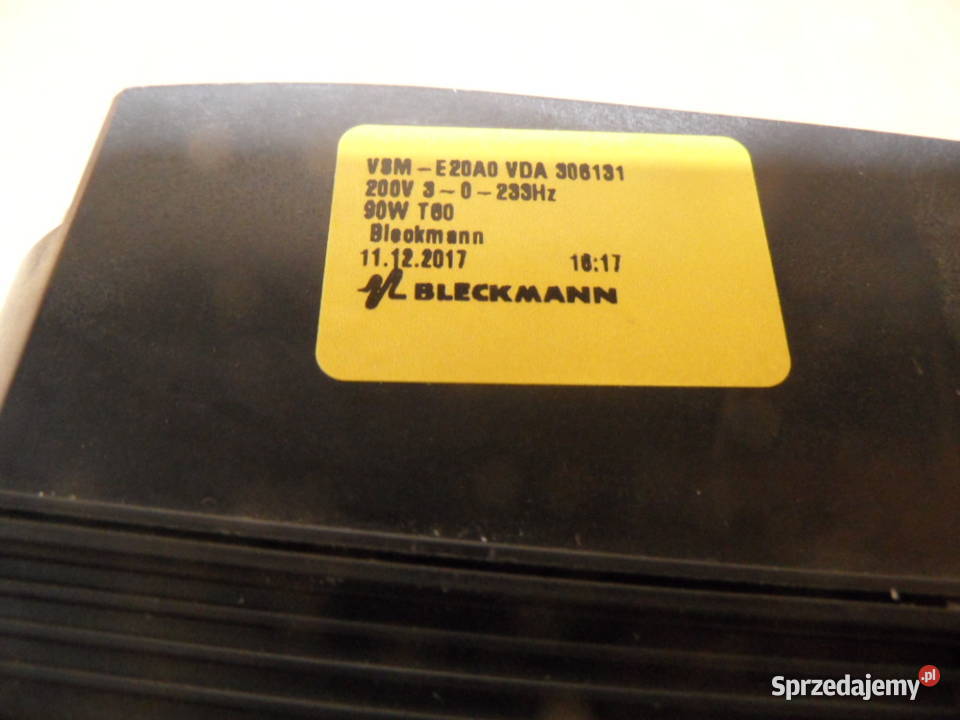 VSM - E20A0 VDA 306131
200V 3 ~ 0 - 233Hz
90W T60
Bleckmann
11.12.2017 16:17
BLECKMANN
Sprzedajemy.pl